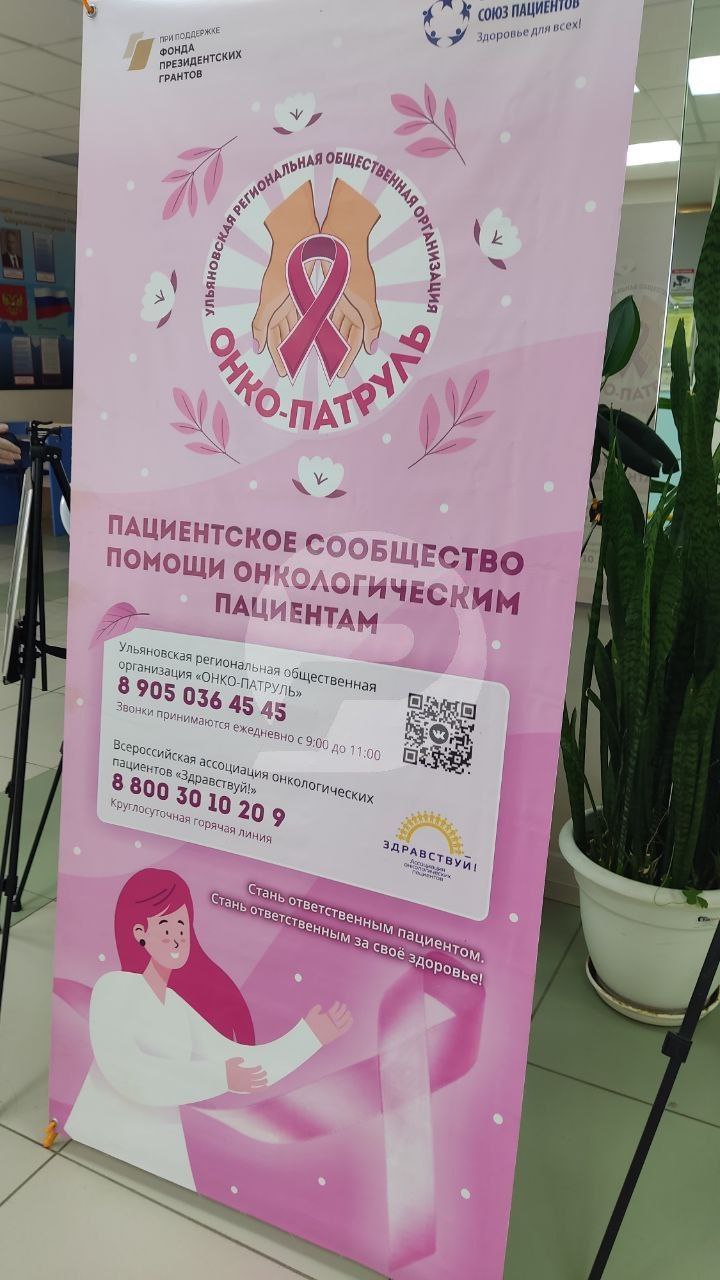 ПРИ ПОДДЕРЖКЕ
ФОНДА
ПРЕЗИДЕНТСКИХ
ГРАНТОВ
СОЮЗ ПАЦИЕНТОВ
Здоровье для всех!
УЛЬЯНОВСКАЯ РЕГИОНАЛЬНАЯ ОБЩЕСТВЕННАЯ ОРГАНИЗАЦИЯ
ОНКО-ПАТРУЛЬ
ПАЦИЕНТСКОЕ СООБЩЕСТВО
ПОМОЩИ ОНКОЛОГИЧЕСКИМ
ПАЦИЕНТАМ
Ульяновская региональная общественная
организация «ОНКО-ПАТРУЛЬ»
8 905 036 45 45
Звонки принимаются ежедневно с 9:00 до 11:00
Всероссийская ассоциация онкологических
пациентов «Здравствуй!»
8 800 30 10 20 9
Круглосуточная горячая линия
ЗДРАВСТВУЙ!
Ассоциация
онкологических
пациентов
Стань ответственным пациентом.
Стань ответственным за своё здоровье!